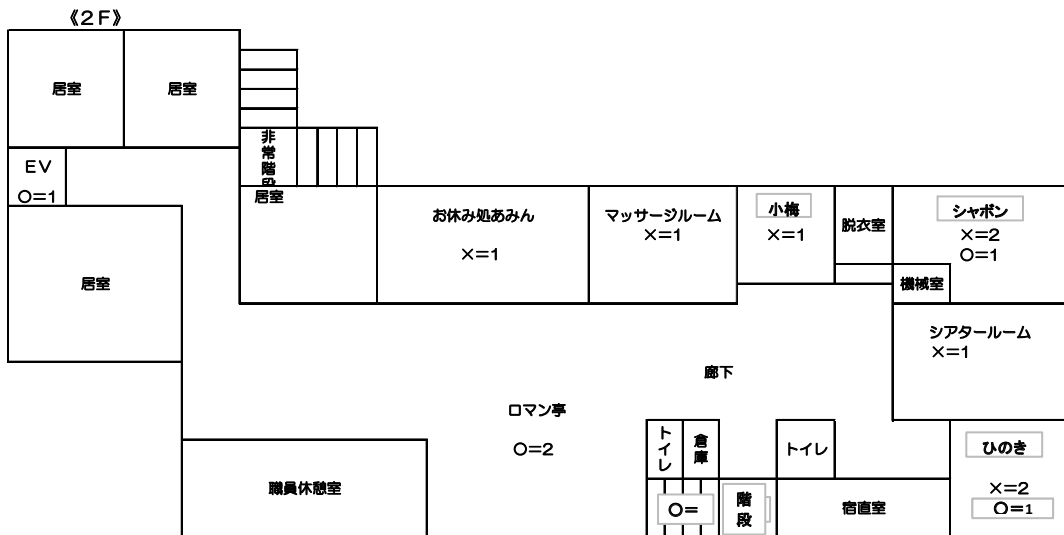 《2F》
居室
居室
非常階段
EV
○=1
居室
お休み処あみん
×=1
マッサージルーム
×=1
小梅
×=1
脱衣室
シャボン
×=2
○=1
機械室
居室
シアタールーム
×=1
廊下
ロマン亭
○=2
トイレ
倉庫
トイレ
ひのき
×=2
○=1
職員休憩室
○=
階段
宿直室